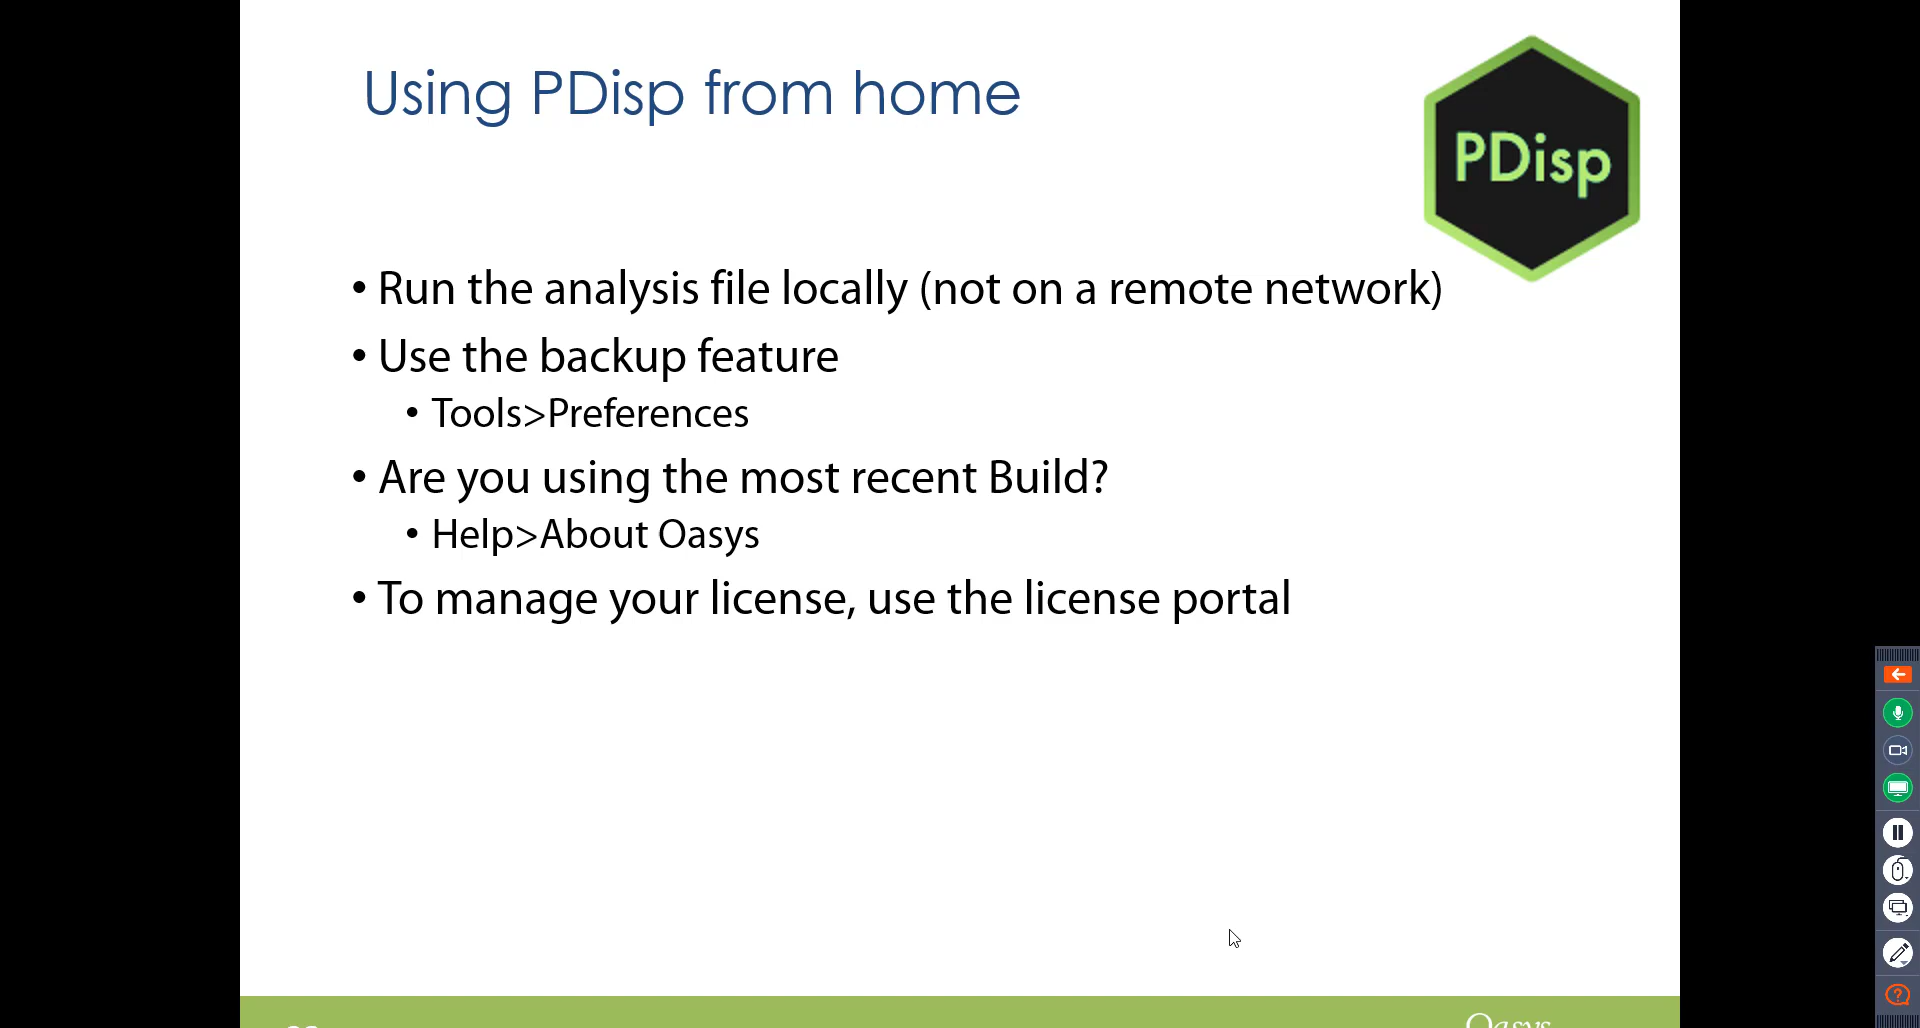 Using PDisp from home
PDisp
• Run the analysis file locally (not on a remote network)
• Use the backup feature
• Tools>Preferences
• Are you using the most recent Build?
• Help>About Oasys
• To manage your license, use the license portal
Oasys